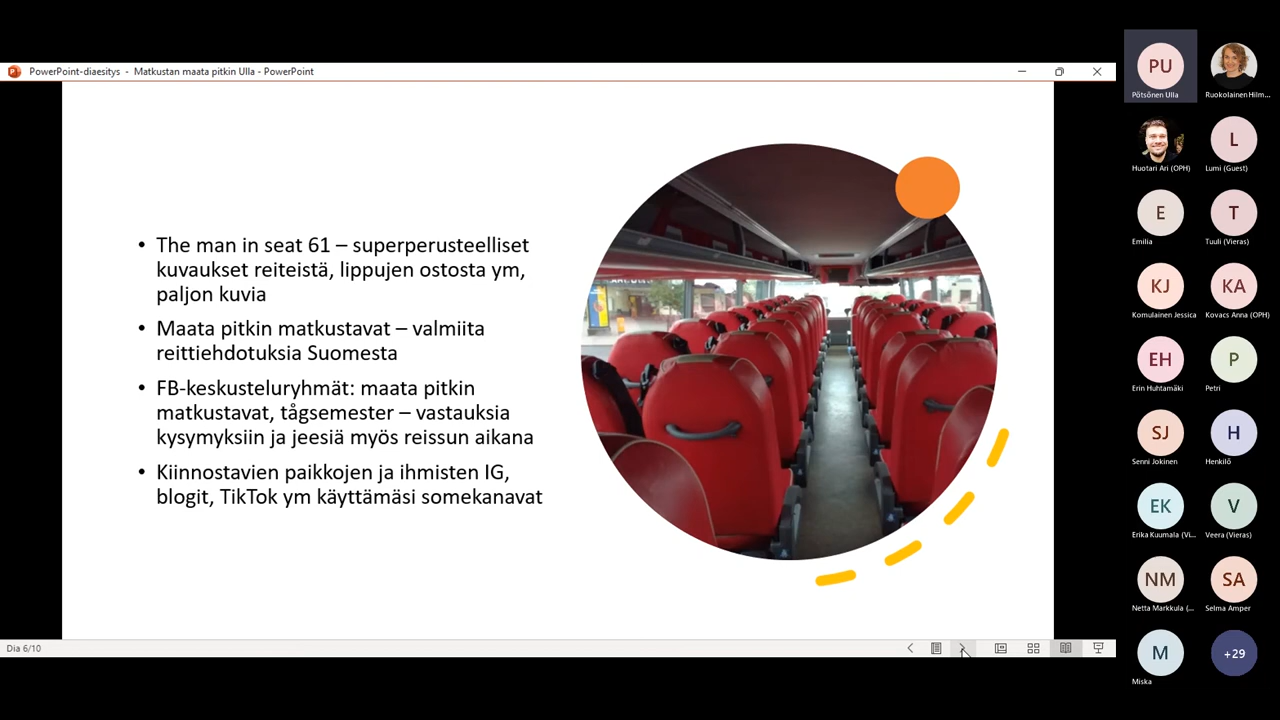 PowerPoint-diaesitys - Matkustan maata pitkin Ulla - PowerPoint
• The man in seat 61 – superperusteelliset
kuvaukset reiteistä, lippujen ostosta ym,
paljon kuvia
• Maata pitkin matkustavat – valmiita
reittiehdotuksia Suomesta
• FB-keskusteluryhmät: maata pitkin
matkustavat, tågsemester – vastauksia
kysymyksiin ja jeesiä myös reissun aikana
• Kiinnostavien paikkojen ja ihmisten IG,
blogit, TikTok ym käyttämäsi somekanavat
Dia 6/10
PU
Pötsönen Ulla
Ruokolainen Hilm...
Huotari Ari (OPH)
L
Lumi (Guest)
E
Emilia
T
Tuuli (Vieras)
KJ
Komulainen Jessica
KA
Kovacs Anna (OPH)
EH
Erin Huhtamäki
P
Petri
SJ
Senni Jokinen
H
Henkilö
EK
Erika Kuumala (Vi...
V
Veera (Vieras)
NM
Netta Markkula (...
SA
Selma Amper
M
Miska
+29